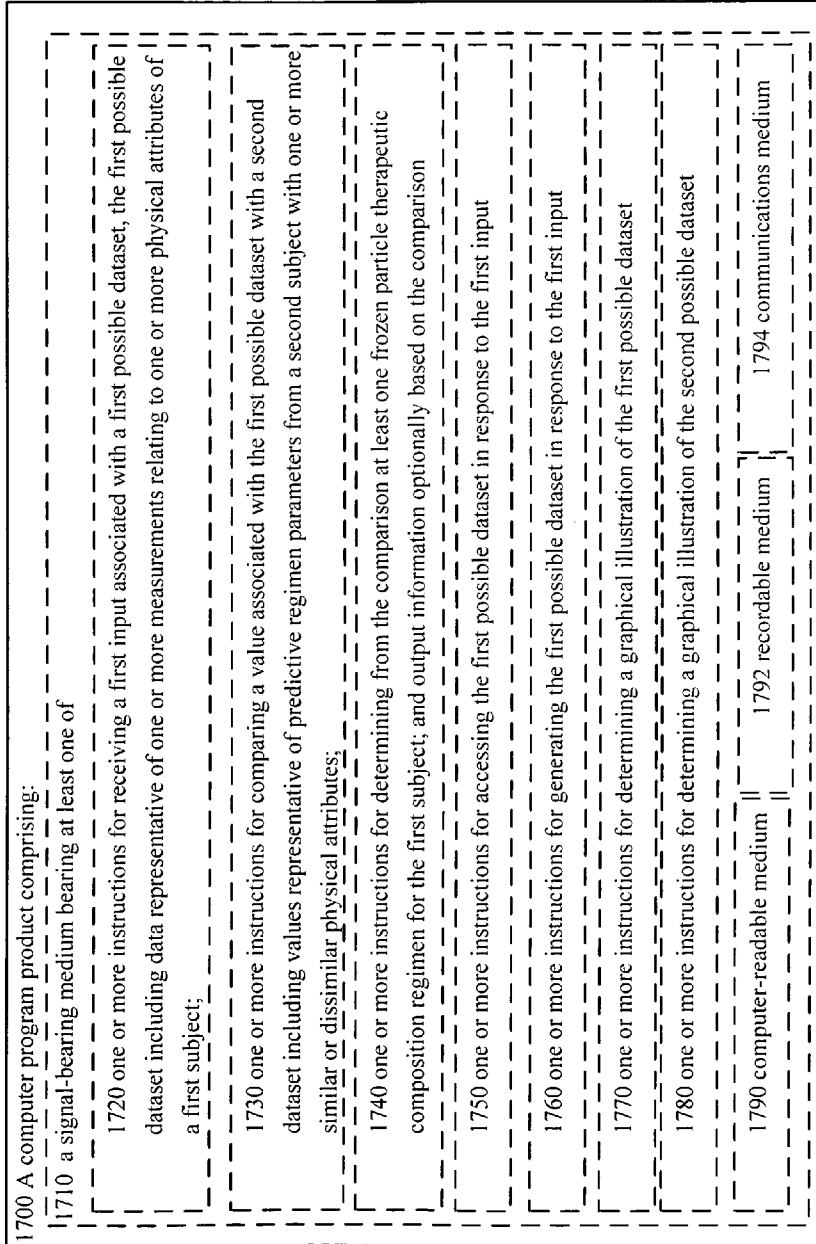 1700 A computer program product comprising:
1710 a signal-bearing medium bearing at least one of
1720 one or more instructions for receiving a first input associated with a first possible dataset, the first possible
dataset including data representative of one or more measurements relating to one or more physical attributes of
a first subject;
1730 one or more instructions for comparing a value associated with the first possible dataset with a second
dataset including values representative of predictive regimen parameters from a second subject with one or more
similar or dissimilar physical attributes;
1740 one or more instructions for determining from the comparison at least one frozen particle therapeutic
composition regimen for the first subject; and output information optionally based on the comparison
1750 one or more instructions for accessing the first possible dataset in response to the first input
1760 one or more instructions for generating the first possible dataset in response to the first input
1770 one or more instructions for determining a graphical illustration of the first possible dataset
1780 one or more instructions for determining a graphical illustration of the second possible dataset
1790 computer-readable medium
1792 recordable medium
1794 communications medium